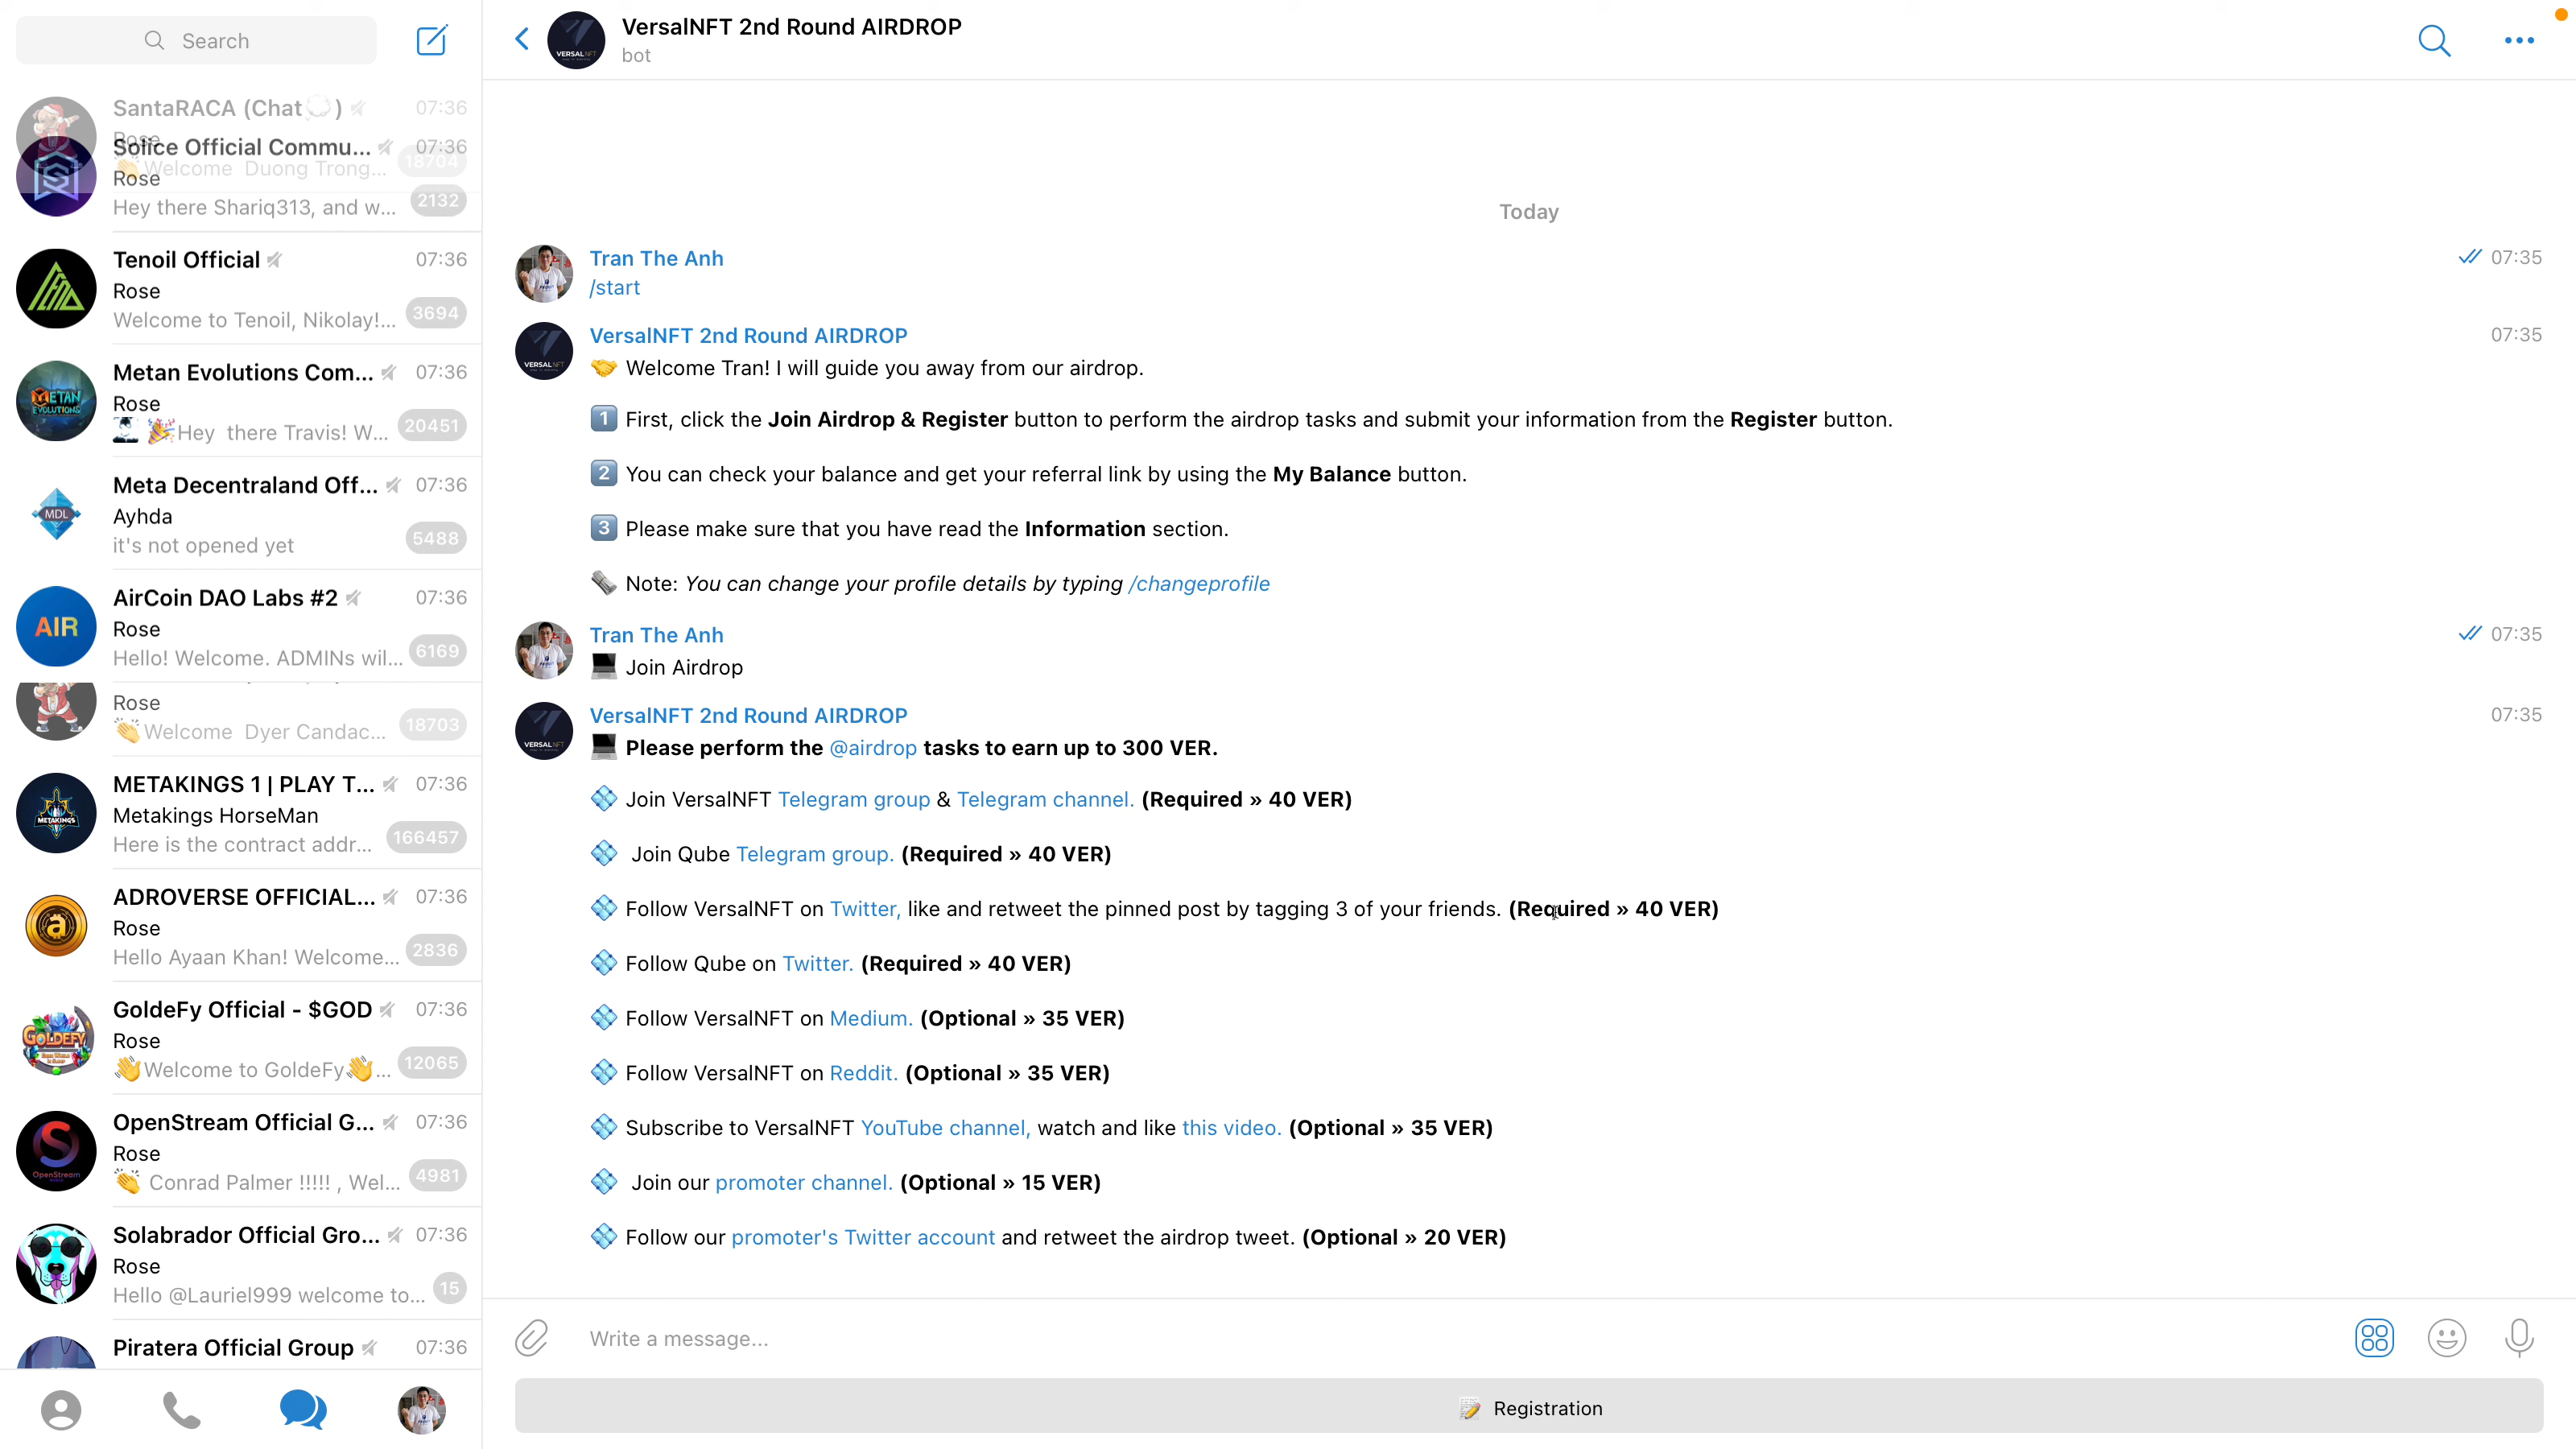 Search
SantaRACA (Chat💭) 07:36
Rose
👏Welcome Duong Trong... 18704
Solice Official Commu... 07:36
Rose
Hey there Shariq313, and w... 2132
Tenoil Official 07:36
Rose
Welcome to Tenoil, Nikolay!... 3694
Metan Evolutions Com... 07:36
Rose
🎉Hey there Travis! W... 20451
Meta Decentraland Off... 07:36
MDL
Ayhda
it's not opened yet 5488
AirCoin DAO Labs #2 07:36
AIR
Rose
Hello! Welcome. ADMINs wil... 6169
Rose
👏Welcome Dyer Candac... 18703
METAKINGS 1 | PLAY T... 07:36
METAKINGS
Metakings HorseMan
Here is the contract addr... 166457
ADROVERSE OFFICIAL... 07:36
Rose
Hello Ayaan Khan! Welcome... 2836
GoldeFy Official - $GOD 07:36
GOLDEFY
Rose
👋Welcome to GoldeFy👋... 12065
OpenStream Official G... 07:36
OpenStream
Rose
👏 Conrad Palmer !!!!! , Wel... 4981
Solabrador Official Gro... 07:36
Rose
Hello @Lauriel999 welcome to... 15
Piratera Official Group 07:36
VersalNFT 2nd Round AIRDROP
bot
VERSALNFT
Today
Tran The Anh 07:35
/start
VersalNFT 2nd Round AIRDROP 07:35
🤝 Welcome Tran! I will guide you away from our airdrop.
1️⃣ First, click the Join Airdrop & Register button to perform the airdrop tasks and submit your information from the Register button.
2️⃣ You can check your balance and get your referral link by using the My Balance button.
3️⃣ Please make sure that you have read the Information section.
🗞 Note: You can change your profile details by typing /changeprofile
Tran The Anh 07:35
💻 Join Airdrop
VersalNFT 2nd Round AIRDROP 07:35
💻 Please perform the @airdrop tasks to earn up to 300 VER.
💠 Join VersalNFT Telegram group & Telegram channel. (Required » 40 VER)
💠 Join Qube Telegram group. (Required » 40 VER)
💠 Follow VersalNFT on Twitter, like and retweet the pinned post by tagging 3 of your friends. (Required » 40 VER)
💠 Follow Qube on Twitter. (Required » 40 VER)
💠 Follow VersalNFT on Medium. (Optional » 35 VER)
💠 Follow VersalNFT on Reddit. (Optional » 35 VER)
💠 Subscribe to VersalNFT YouTube channel, watch and like this video. (Optional » 35 VER)
💠 Join our promoter channel. (Optional » 15 VER)
💠 Follow our promoter's Twitter account and retweet the airdrop tweet. (Optional » 20 VER)
Write a message...
📝 Registration